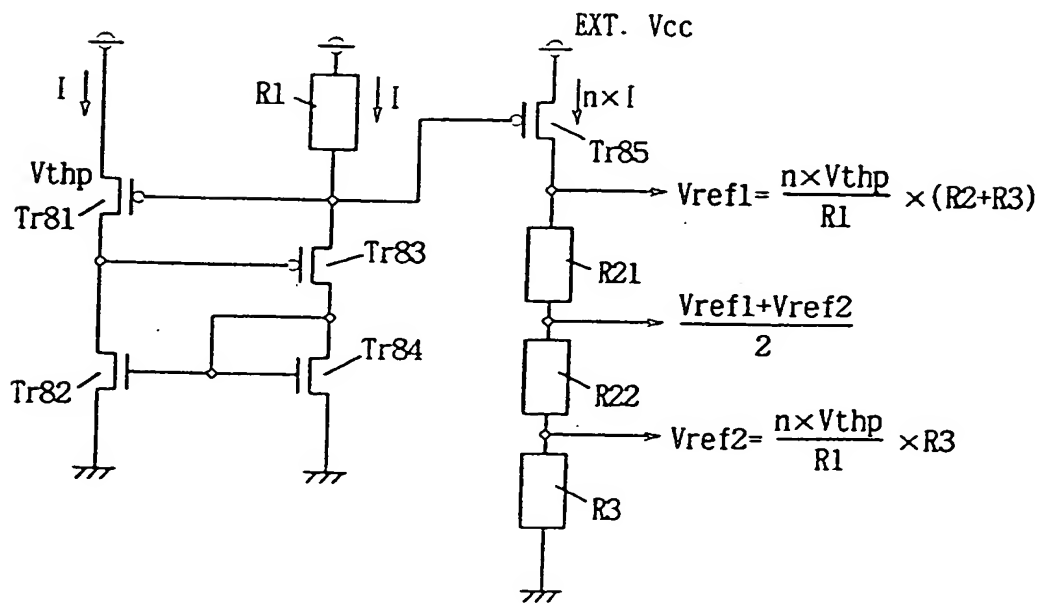 EXT. Vcc
I
R1
I
n×I
Tr85
Vthp
Tr81
Vref1= n×Vthp/R1 ×(R2+R3)
Tr83
R21
Vref1+Vref2/2
Tr84
Tr82
R22
Vref2= n×Vthp/R1 ×R3
R3